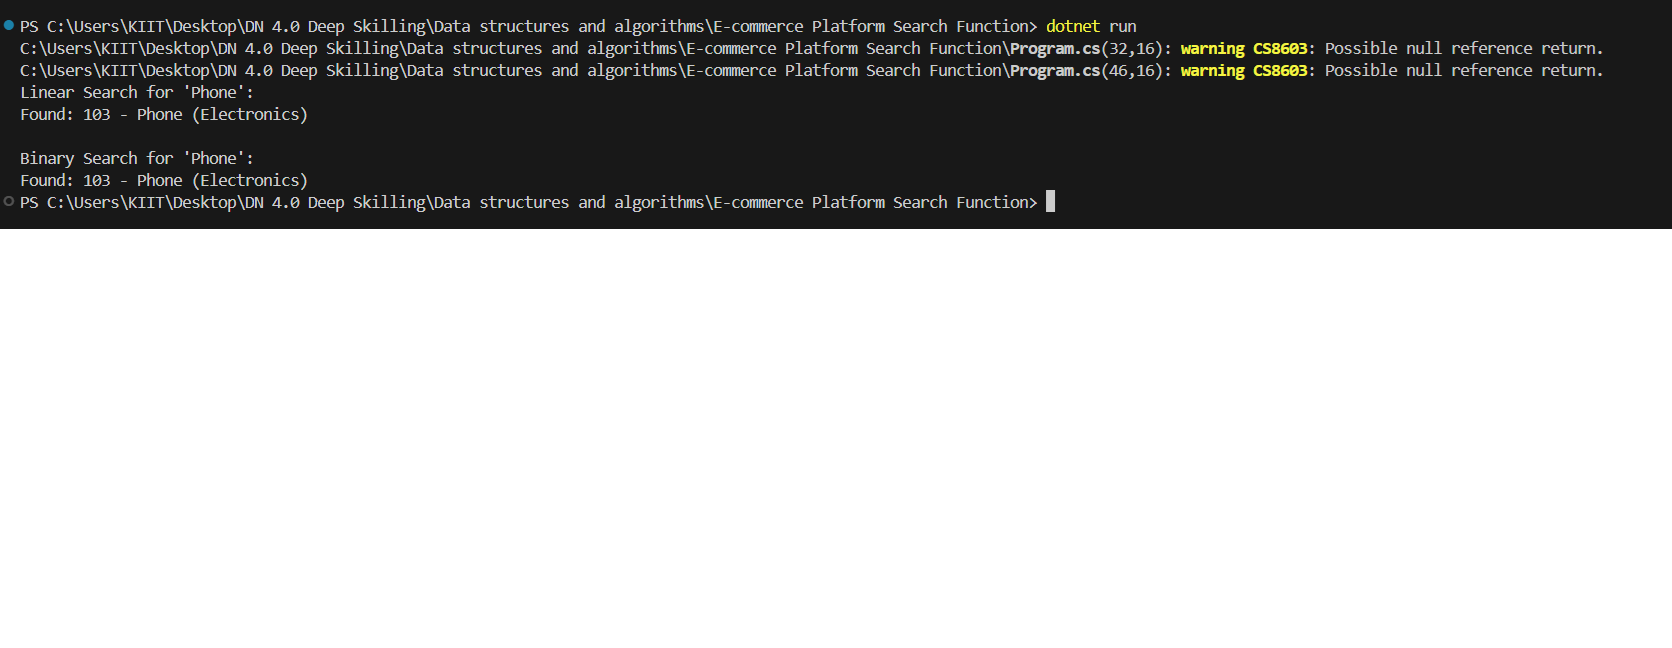 PS C:\Users\KIIT\Desktop\DN 4.0 Deep Skilling\Data structures and algorithms\E-commerce Platform Search Function> dotnet run
C:\Users\KIIT\Desktop\DN 4.0 Deep Skilling\Data structures and algorithms\E-commerce Platform Search Function\Program.cs(32,16): warning CS8603: Possible null reference return.
C:\Users\KIIT\Desktop\DN 4.0 Deep Skilling\Data structures and algorithms\E-commerce Platform Search Function\Program.cs(46,16): warning CS8603: Possible null reference return.
Linear Search for 'Phone':
Found: 103 - Phone (Electronics)
Binary Search for 'Phone':
Found: 103 - Phone (Electronics)
PS C:\Users\KIIT\Desktop\DN 4.0 Deep Skilling\Data structures and algorithms\E-commerce Platform Search Function>